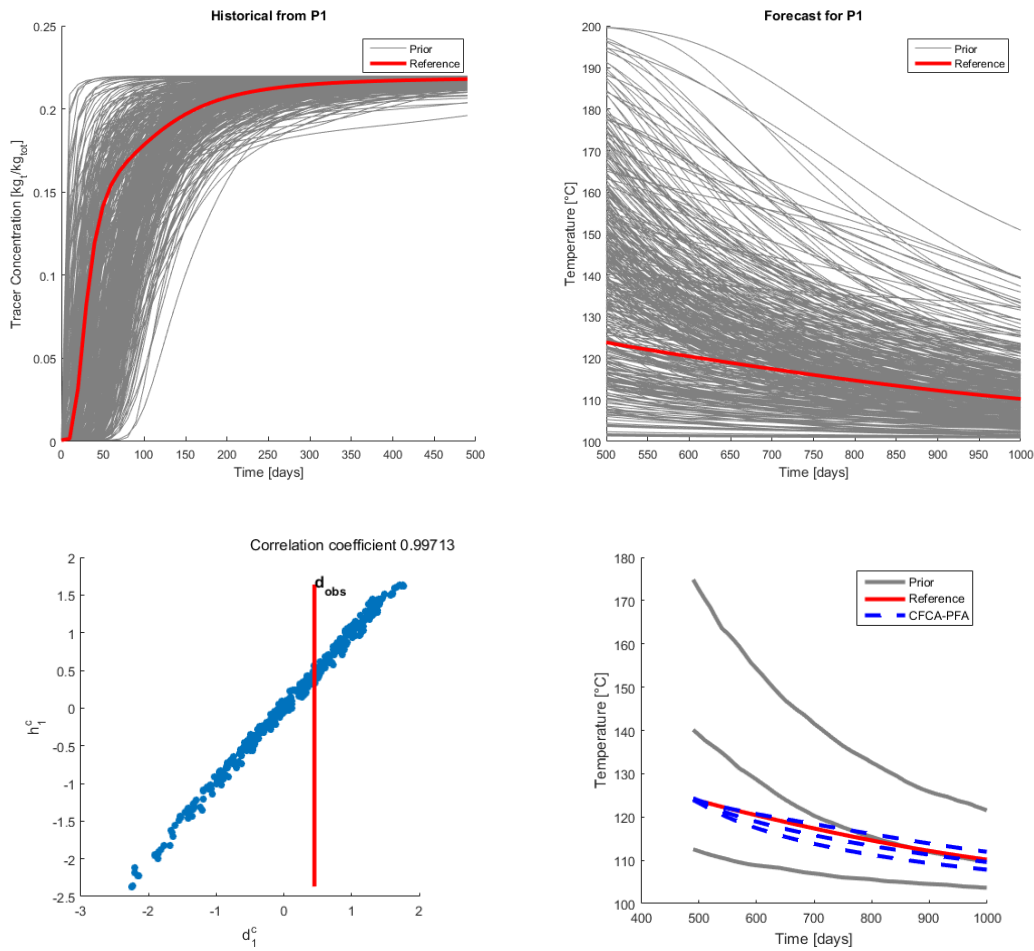 Historical from P1
0.25
0.2
0.15
0.1
0.05
0
Tracer Concentration [kg_t/kg_tot]
0 50 100 150 200 250 300 350 400 450 500
Time [days]
Prior
Reference
Forecast for P1
200
190
180
170
160
150
140
130
120
110
100
Temperature [°C]
500 550 600 650 700 750 800 850 900 950 1000
Time [days]
Prior
Reference
Correlation coefficient 0.99713
d_obs
2
1.5
1
0.5
0
-0.5
-1
-1.5
-2
-2.5
h_1^c
-3 -2 -1 0 1 2
d_1^c
180
170
160
150
140
130
120
110
100
Temperature [°C]
400 500 600 700 800 900 1000
Time [days]
Prior
Reference
CFCA-PFA